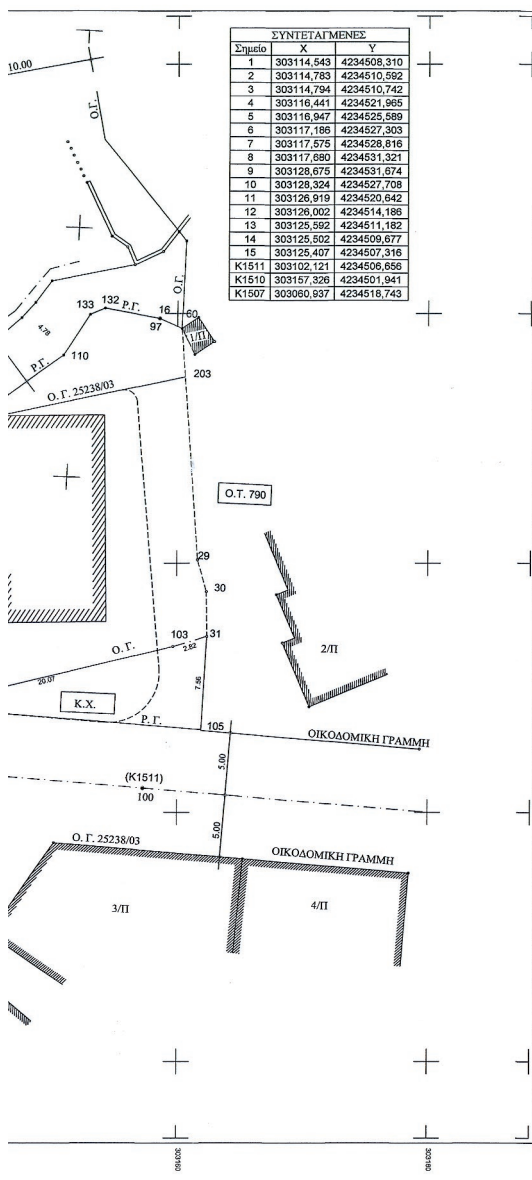 ΣΥΝΤΕΤΑΓΜΕΝΕΣ
Σημείο X Y
1 303114,543 4234508,310
2 303114,783 4234510,592
3 303114,794 4234510,742
4 303116,441 4234521,965
5 303116,947 4234525,589
6 303117,186 4234527,303
7 303117,575 4234528,816
8 303117,680 4234531,321
9 303128,675 4234531,674
10 303128,324 4234527,708
11 303126,919 4234520,642
12 303126,002 4234514,186
13 303125,592 4234511,182
14 303125,502 4234509,677
15 303125,407 4234507,316
K1511 303102,121 4234506,656
K1510 303157,326 4234501,941
K1507 303060,937 4234518,743
10.00
Ο.Γ.
Ο.Γ.
133 132 Ρ.Γ. 16 60
97 1/Π
4.78
110
Ρ.Γ.
203
Ο. Γ. 25238/03
Ο.Τ. 790
29
30
31
103
2.82
Ο. Γ.
2/Π
20.07
7.56
Κ.Χ.
Ρ. Γ.
105
ΟΙΚΟΔΟΜΙΚΗ ΓΡΑΜΜΗ
5.00
(K1511)
100
5.00
Ο. Γ. 25238/03
ΟΙΚΟΔΟΜΙΚΗ ΓΡΑΜΜΗ
3/Π
4/Π
303160
303180